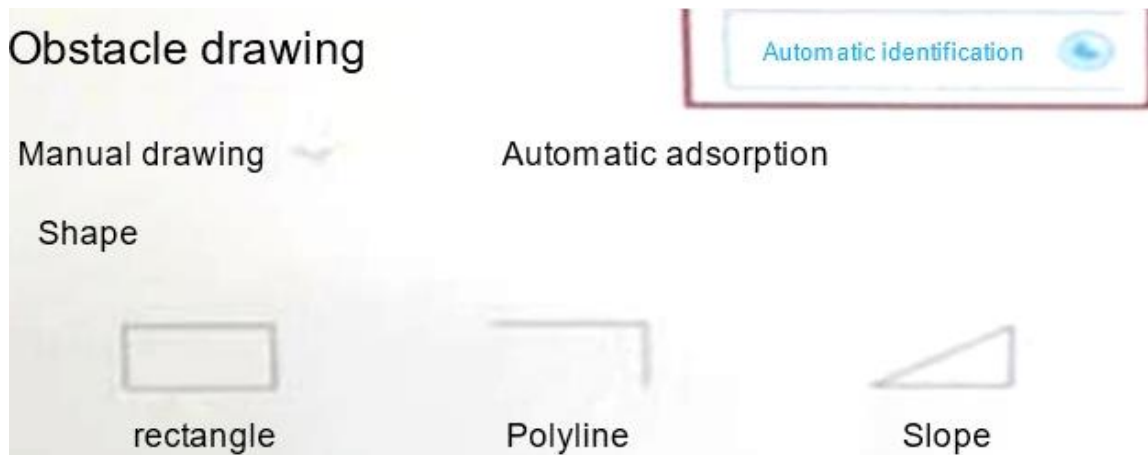 Obstacle drawing
Automatic identification
Manual drawing
Automatic adsorption
Shape
rectangle
Polyline
Slope